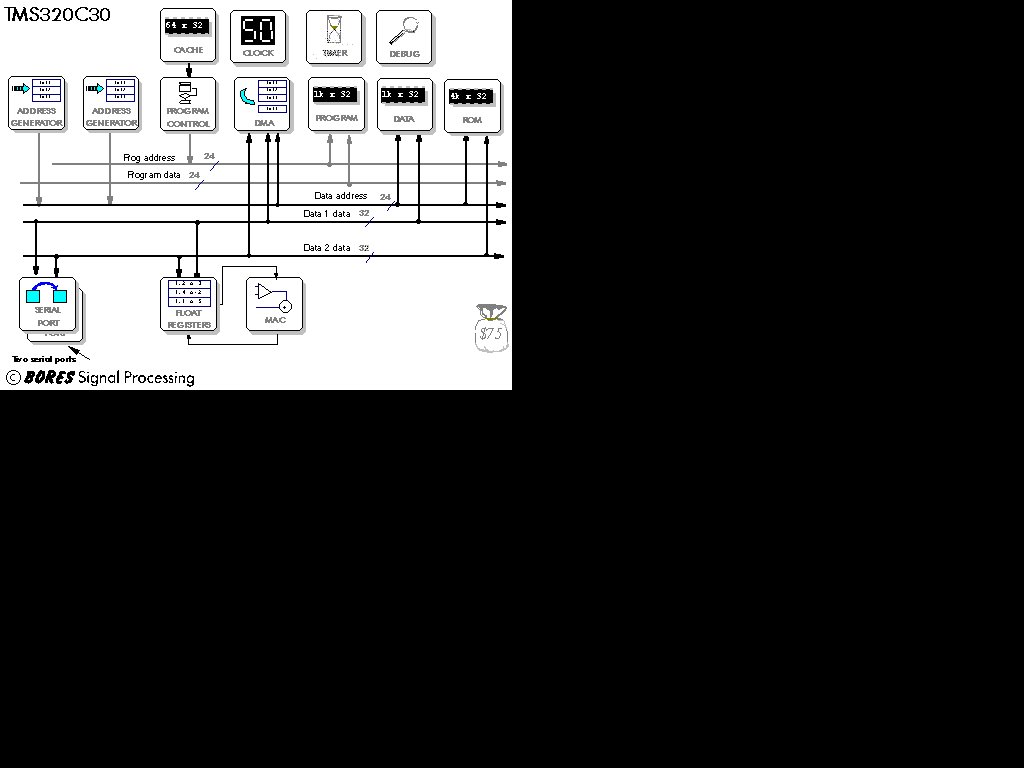 TMS320C30
64 x 32
CACHE
50
CLOCK
TIMER
DEBUG
ADDRESS
GENERATOR
ADDRESS
GENERATOR
PROGRAM
CONTROL
DMA
1k x 32
PROGRAM
1k x 32
DATA
4k x 32
ROM
Prog address 24
Program data 24
Data address 24
Data 1 data 32
Data 2 data 32
SERIAL
PORT
PORT
FLOAT
REGISTERS
MAC
$75
Two serial ports
© BORES Signal Processing